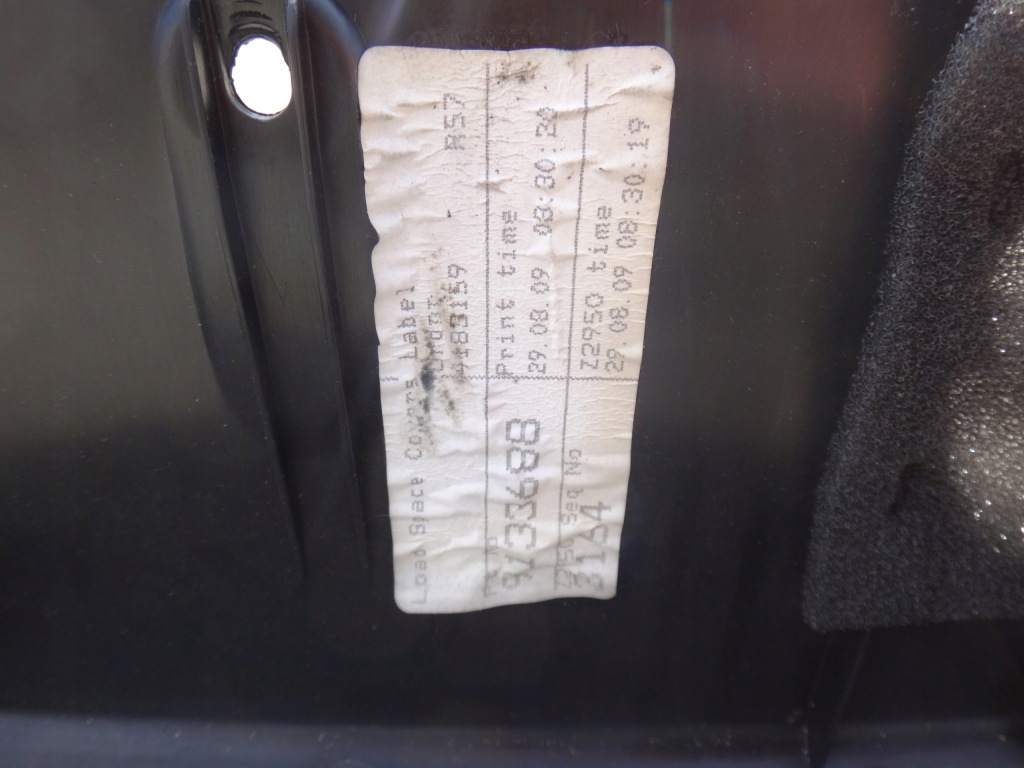 Load Space Covers Label
9483159 R57
Print time
29.08.09 08:30:20
Z2950 time
29.08.09 08:30:19
9733688
Seq No
3164